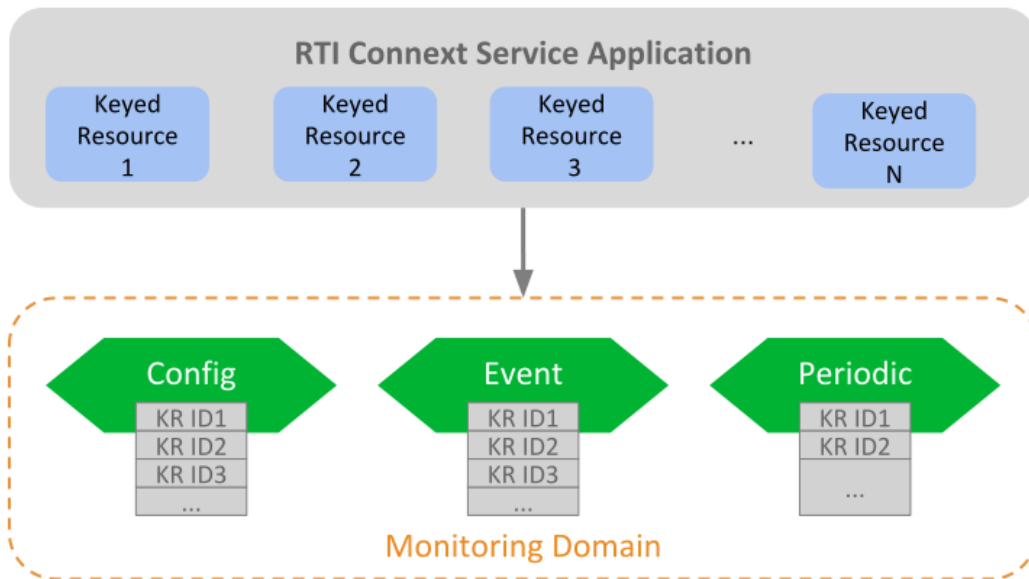 RTI Connext Service Application
Keyed
Resource
1
Keyed
Resource
2
Keyed
Resource
3
...
Keyed
Resource
N
Config
KR ID1
KR ID2
KR ID3
...
Event
KR ID1
KR ID2
KR ID3
...
Periodic
KR ID1
KR ID2
...
Monitoring Domain